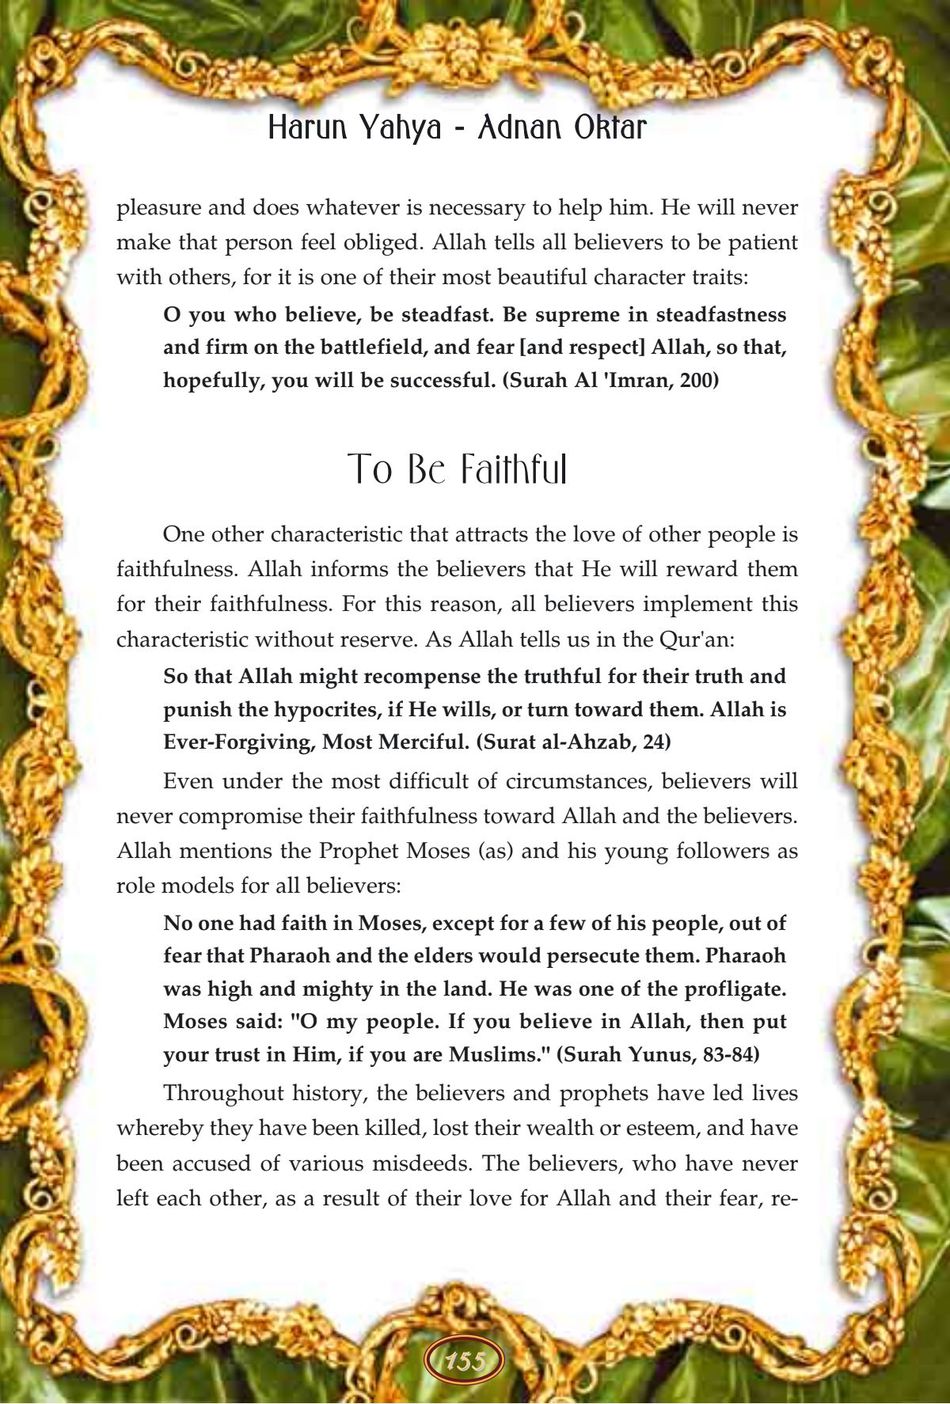 Harun Yahya - Adnan Oktar
pleasure and does whatever is necessary to help him. He will never
make that person feel obliged. Allah tells all believers to be patient
with others, for it is one of their most beautiful character traits:
O you who believe, be steadfast. Be supreme in steadfastness
and firm on the battlefield, and fear [and respect] Allah, so that,
hopefully, you will be successful. (Surah Al 'Imran, 200)
To Be Faithful
One other characteristic that attracts the love of other people is
faithfulness. Allah informs the believers that He will reward them
for their faithfulness. For this reason, all believers implement this
characteristic without reserve. As Allah tells us in the Qur'an:
So that Allah might recompense the truthful for their truth and
punish the hypocrites, if He wills, or turn toward them. Allah is
Ever-Forgiving, Most Merciful. (Surat al-Ahzab, 24)
Even under the most difficult of circumstances, believers will
never compromise their faithfulness toward Allah and the believers.
Allah mentions the Prophet Moses (as) and his young followers as
role models for all believers:
No one had faith in Moses, except for a few of his people, out of
fear that Pharaoh and the elders would persecute them. Pharaoh
was high and mighty in the land. He was one of the profligate.
Moses said: "O my people. If you believe in Allah, then put
your trust in Him, if you are Muslims." (Surah Yunus, 83-84)
Throughout history, the believers and prophets have led lives
whereby they have been killed, lost their wealth or esteem, and have
been accused of various misdeeds. The believers, who have never
left each other, as a result of their love for Allah and their fear, re-
155